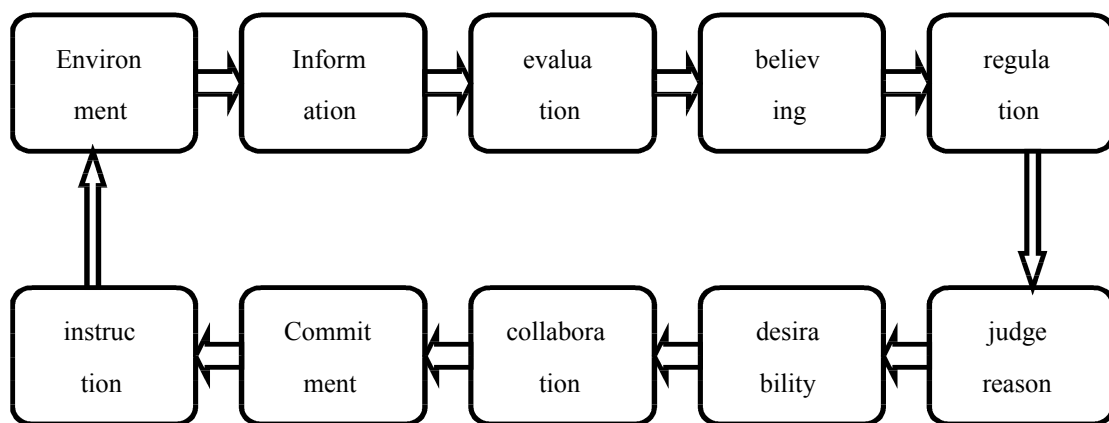 Environ
ment
Inform
ation
evalua
tion
believ
ing
regula
tion
judge
reason
desira
bility
collabora
tion
Commit
ment
instruc
tion